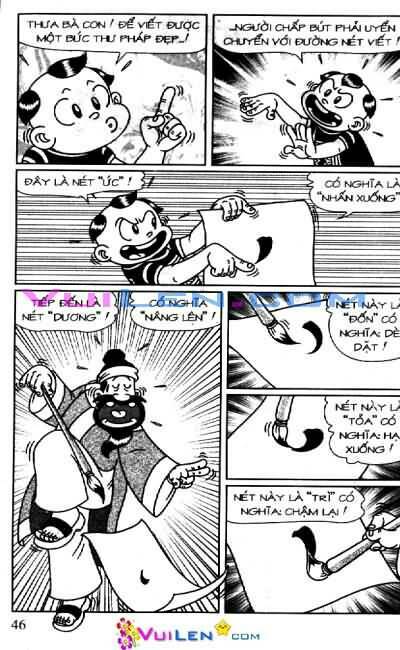 THƯA BÀ CON ! ĐỂ VIẾT ĐƯỢC
MỘT BỨC THƯ PHÁP ĐẸP...!
...NGƯỜI CHẤP BÚT PHẢI UYỂN
CHUYỂN VỚI ĐƯỜNG NÉT VIẾT !
ĐÂY LÀ NÉT "ỨC" !
CÓ NGHĨA LÀ
"NHẤN XUỐNG"
TIẾP ĐẾN LÀ
NÉT "DƯƠNG" !
CÓ NGHĨA
"NÂNG LÊN" !
NÉT NÀY LÀ
"ĐỐN" CÓ
NGHĨA: DÈ
DẶT !
NÉT NÀY LÀ
"TỎA" CÓ
NGHĨA: HẠ
XUỐNG !
NÉT NÀY LÀ "TRÌ" CÓ
NGHĨA: CHẬM LẠI !
VUILEN.COM
46
VUILEN.COM